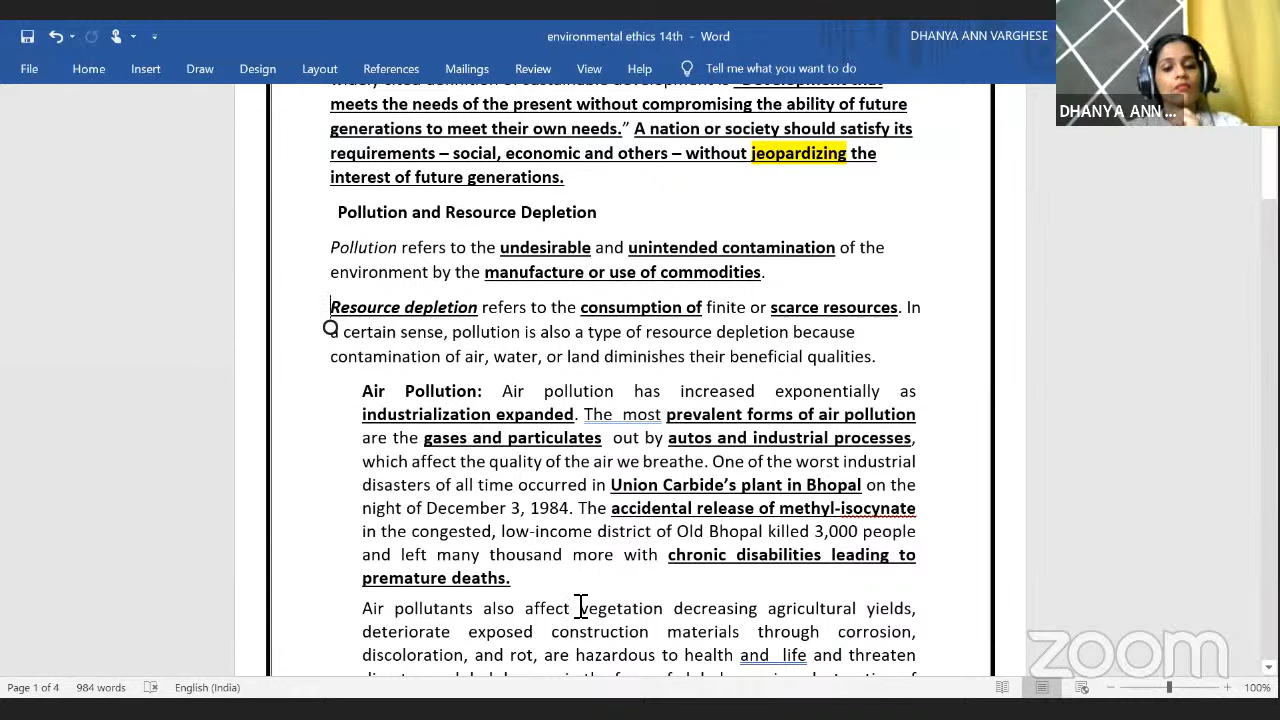 environmental ethics 14th - Word
DHANYA ANN VARGHESE
File Home Insert Draw Design Layout References Mailings Review View Help Tell me what you want to do
DHANYA ANN ...
widely cited definition of sustainable development is "Development that
meets the needs of the present without compromising the ability of future
generations to meet their own needs.” A nation or society should satisfy its
requirements – social, economic and others – without jeopardizing the
interest of future generations.
Pollution and Resource Depletion
Pollution refers to the undesirable and unintended contamination of the
environment by the manufacture or use of commodities.
Resource depletion refers to the consumption of finite or scarce resources. In
a certain sense, pollution is also a type of resource depletion because
contamination of air, water, or land diminishes their beneficial qualities.
Air Pollution: Air pollution has increased exponentially as
industrialization expanded. The most prevalent forms of air pollution
are the gases and particulates out by autos and industrial processes,
which affect the quality of the air we breathe. One of the worst industrial
disasters of all time occurred in Union Carbide’s plant in Bhopal on the
night of December 3, 1984. The accidental release of methyl-isocynate
in the congested, low-income district of Old Bhopal killed 3,000 people
and left many thousand more with chronic disabilities leading to
premature deaths.
Air pollutants also affect vegetation decreasing agricultural yields,
deteriorate exposed construction materials through corrosion,
discoloration, and rot, are hazardous to health and life and threaten
zoom
Page 1 of 4 984 words English (India) 100%